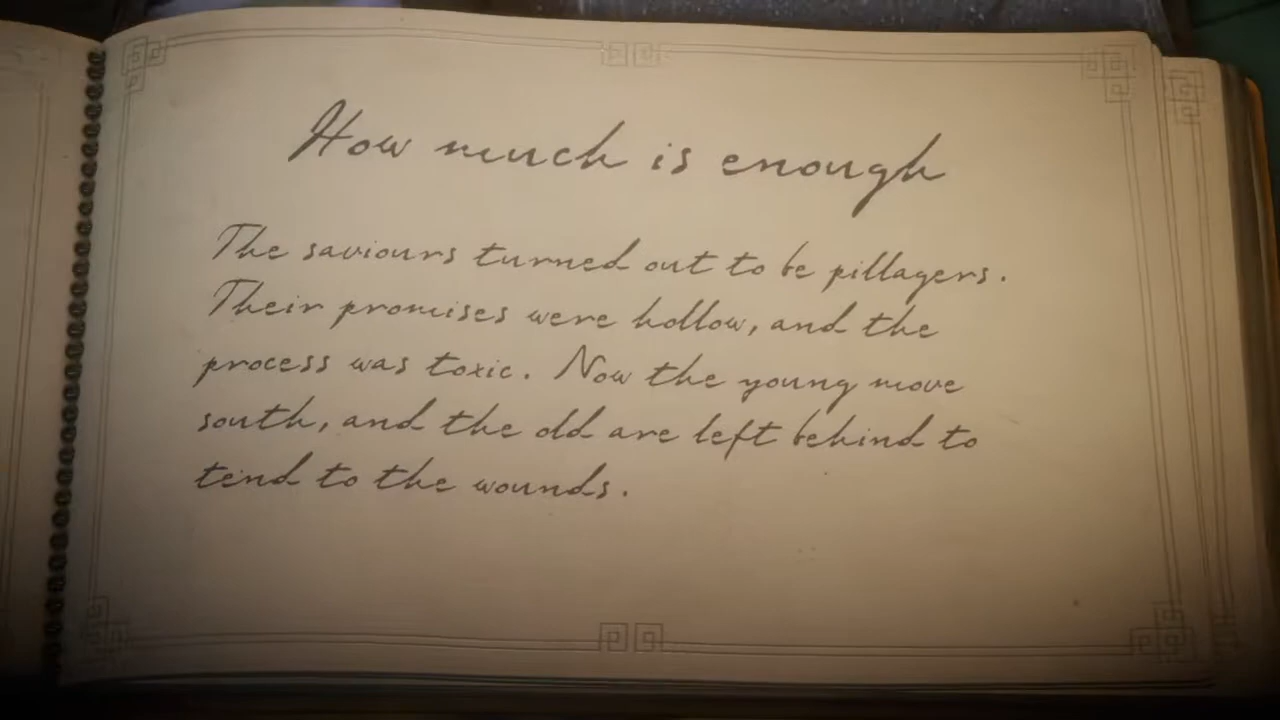 How much is enough
The saviours turned out to be pillagers.
Their promises were hollow, and the
process was toxic. Now the young move
south, and the old are left behind to
tend to the wounds.